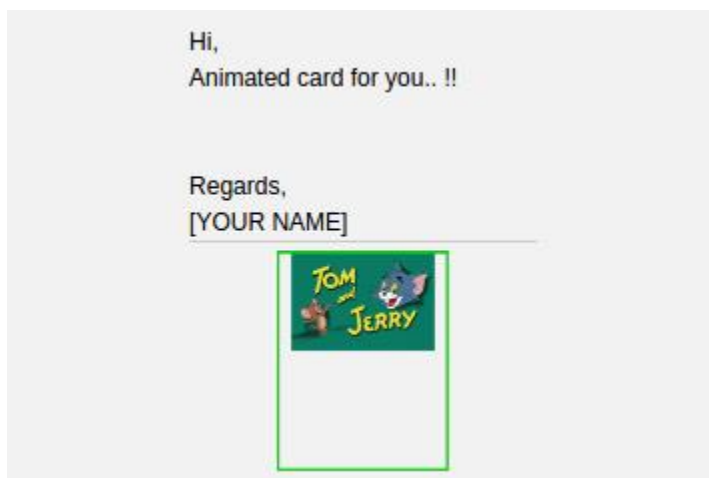 Hi,
Animated card for you.. !!
Regards,
[YOUR NAME]
TOM
and
JERRY